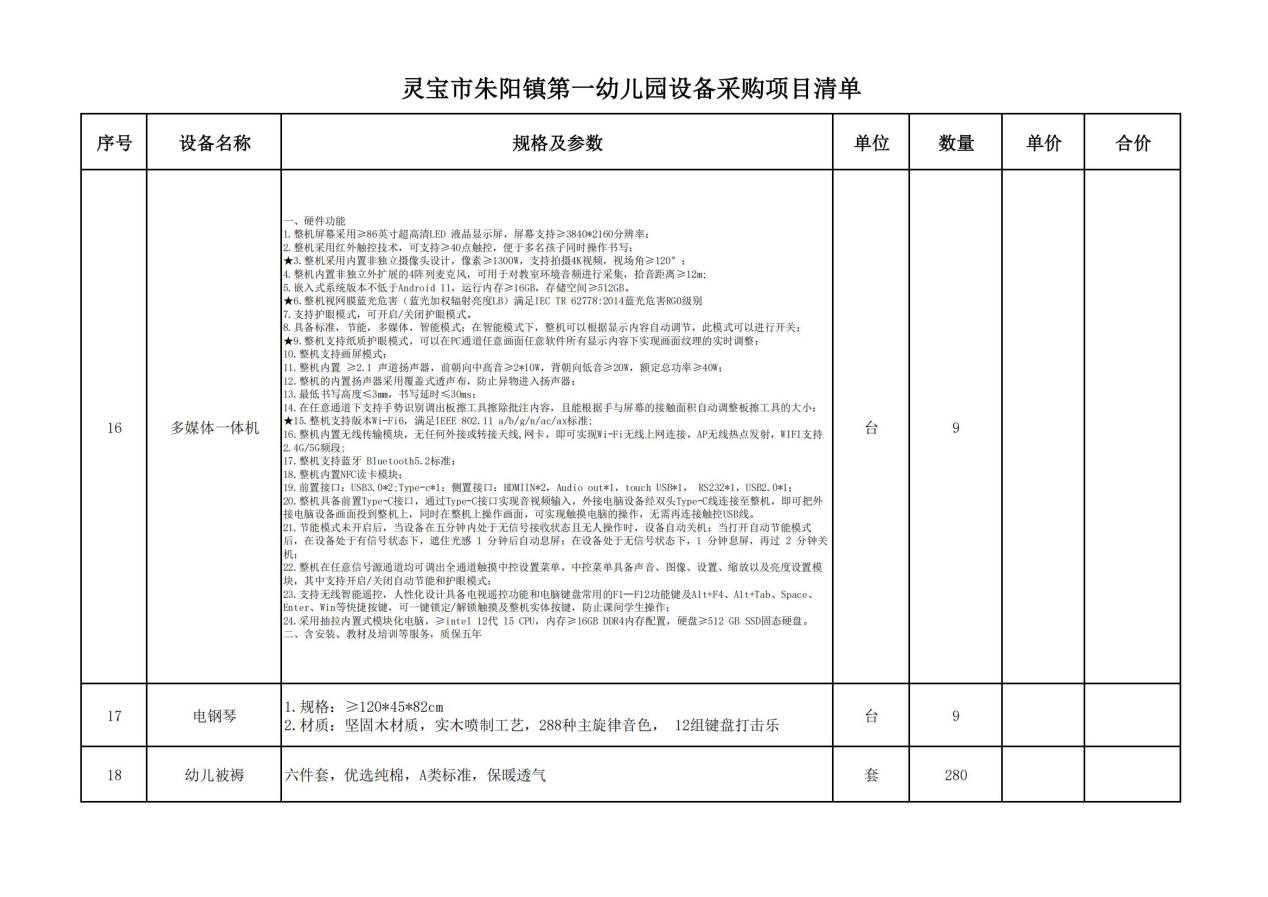 灵宝市朱阳镇第一幼儿园设备采购项目清单
序号 设备名称 规格及参数 单位 数量 单价 合价
16 多媒体一体机 台 9
一、硬件功能
1.整机屏幕采用≥86英寸超高清LED 液晶显示屏，屏幕支持≥3840*2160分辨率；
2.整机采用红外触控技术，可支持≥40点触控，便于多名孩子同时操作书写；
★3.整机采用内置非独立摄像头设计，像素≥1300W，支持拍摄4K视频，视场角≥120°；
4.整机内置非独立外扩展的4阵列麦克风，可用于对教室环境音频进行采集，拾音距离≥12m；
5.嵌入式系统版本不低于Android 11，运行内存≥16GB，存储空间≥512GB。
★6.整机视网膜蓝光危害（蓝光加权辐射亮度LB）满足IEC TR 62778:2014蓝光危害RG0级别
7.支持护眼模式，可开启/关闭护眼模式。
8.具备标准，节能，多媒体，智能模式；在智能模式下，整机可以根据显示内容自动调节，此模式可以进行开关；
★9.整机支持纸质护眼模式，可以在PC通道任意画面任意软件所有显示内容下实现画面纹理的实时调整；
10.整机支持画屏模式；
11.整机内置 ≥2.1 声道扬声器，前朝向中高音≥2*10W，背朝向低音≥20W，额定总功率≥40W；
12.整机的内置扬声器采用覆盖式透声布，防止异物进入扬声器；
13.最低书写高度≤3mm，书写延时≤30ms；
14.在任意通道下支持手势识别调出板擦工具擦除批注内容，且能根据手与屏幕的接触面积自动调整板擦工具的大小；
★15.整机支持版本Wi-Fi6，满足IEEE 802.11 a/b/g/n/ac/ax标准；
16.整机内置无线传输模块，无任何外接或转接天线,网卡，即可实现Wi-Fi无线上网连接，AP无线热点发射，WIFI支持
2.4G/5G频段；
17.整机支持蓝牙 Bluetooth5.2标准；
18.整机内置NFC读卡模块；
19.前置接口：USB3.0*2;Type-c*1；侧置接口：HDMIIN*2，Audio out*1，touch USB*1， RS232*1，USB2.0*1；
20.整机具备前置Type-C接口，通过Type-C接口实现音视频输入，外接电脑设备经双头Type-C线连接至整机，即可把外
接电脑设备画面投到整机上，同时在整机上操作画面，可实现触摸电脑的操作，无需再连接触控USB线。
21.节能模式未开启后，当设备在五分钟内处于无信号接收状态且无人操作时，设备自动关机；当打开自动节能模式
后，在设备处于有信号状态下，遮住光感 1 分钟后自动息屏；在设备处于无信号状态下，1 分钟息屏，再过 2 分钟关
机；
22.整机在任意信号源通道均可调出全通道触摸中控设置菜单，中控菜单具备声音、图像、设置、缩放以及亮度设置模
块，其中支持开启/关闭自动节能和护眼模式；
23.支持无线智能遥控，人性化设计具备电视遥控功能和电脑键盘常用的F1—F12功能键及Alt+F4、Alt+Tab、Space、
Enter、Win等快捷按键，可一键锁定/解锁触摸及整机实体按键，防止课间学生操作；
24.采用抽拉内置式模块化电脑，≥intel 12代 I5 CPU，内存≥16GB DDR4内存配置，硬盘≥512 GB SSD固态硬盘。
二、含安装、教材及培训等服务，质保五年
17 电钢琴 台 9
1.规格：≥120*45*82cm
2.材质：坚固木材质，实木喷制工艺，288种主旋律音色， 12组键盘打击乐
18 幼儿被褥 六件套，优选纯棉，A类标准，保暖透气 套 280